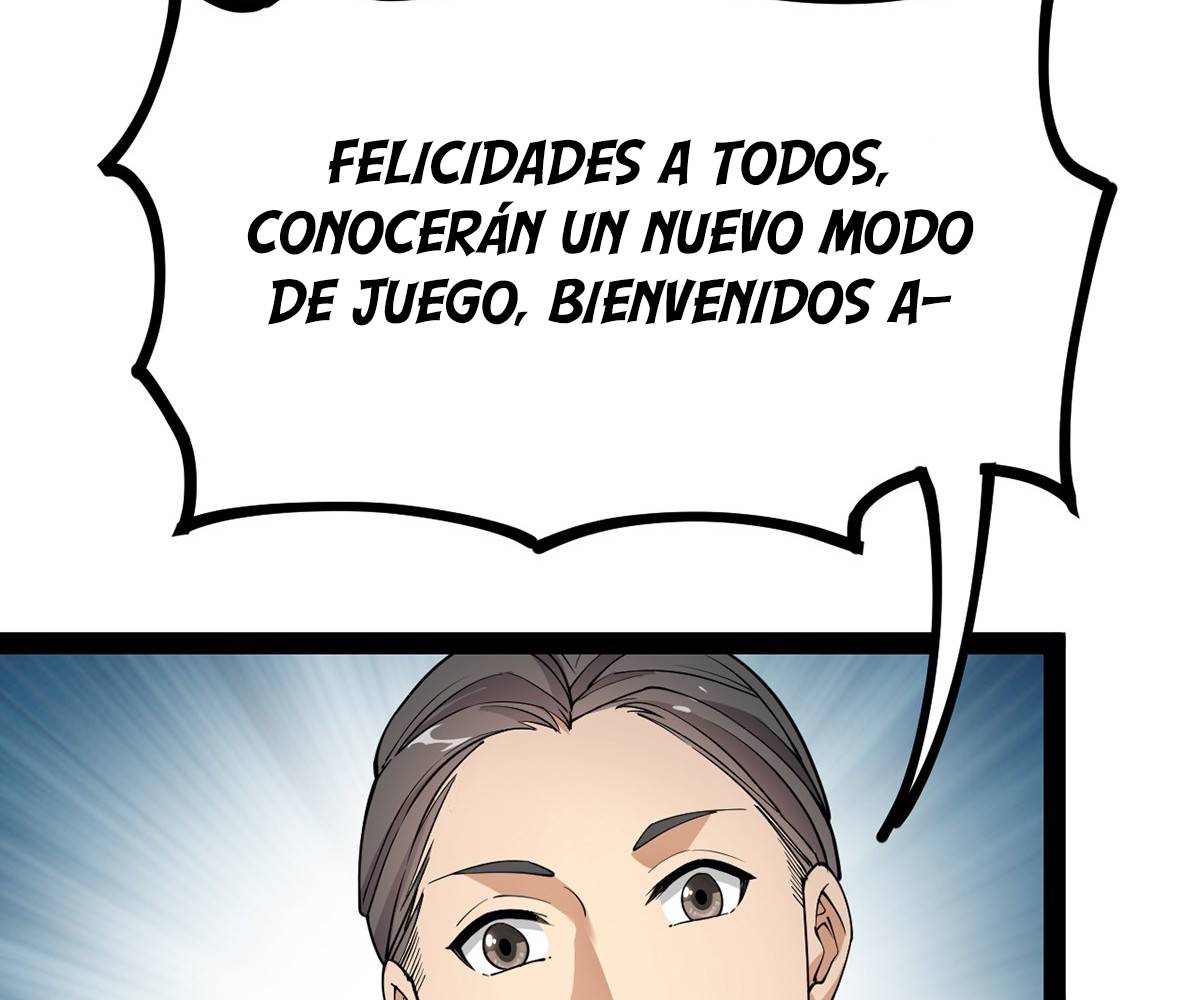 FELICIDADES A TODOS,
CONOCERÁN UN NUEVO MODO
DE JUEGO, BIENVENIDOS A-